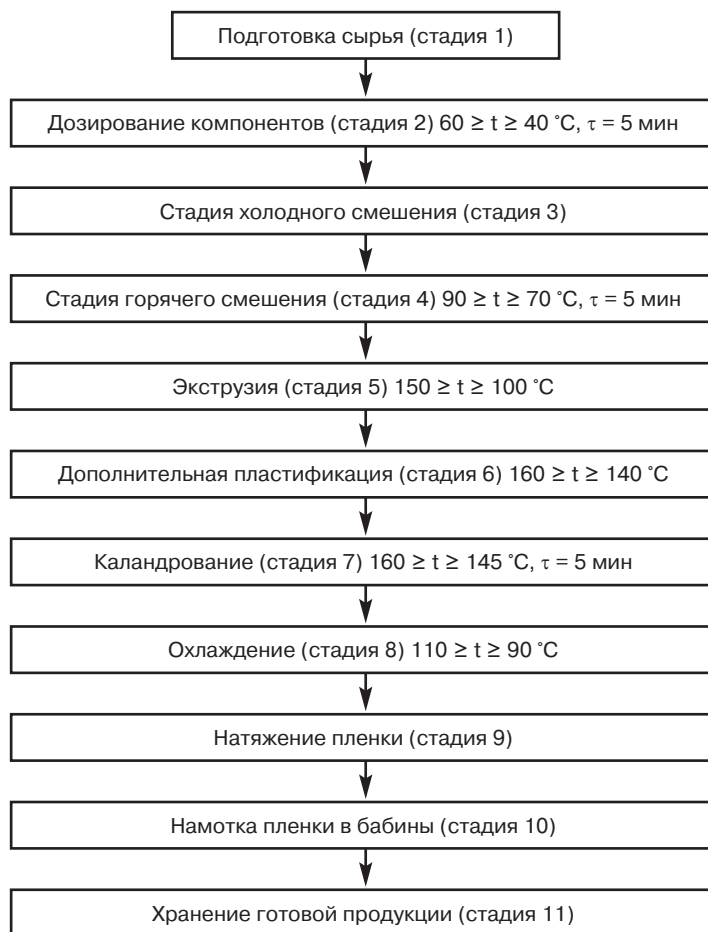 Подготовка сырья (стадия 1)
Дозирование компонентов (стадия 2) 60 ≥ t ≥ 40 °С, τ = 5 мин
Стадия холодного смешения (стадия 3)
Стадия горячего смешения (стадия 4) 90 ≥ t ≥ 70 °С, τ = 5 мин
Экструзия (стадия 5) 150 ≥ t ≥ 100 °С
Дополнительная пластификация (стадия 6) 160 ≥ t ≥ 140 °С
Каландрование (стадия 7) 160 ≥ t ≥ 145 °С, τ = 5 мин
Охлаждение (стадия 8) 110 ≥ t ≥ 90 °С
Натяжение пленки (стадия 9)
Намотка пленки в бабины (стадия 10)
Хранение готовой продукции (стадия 11)